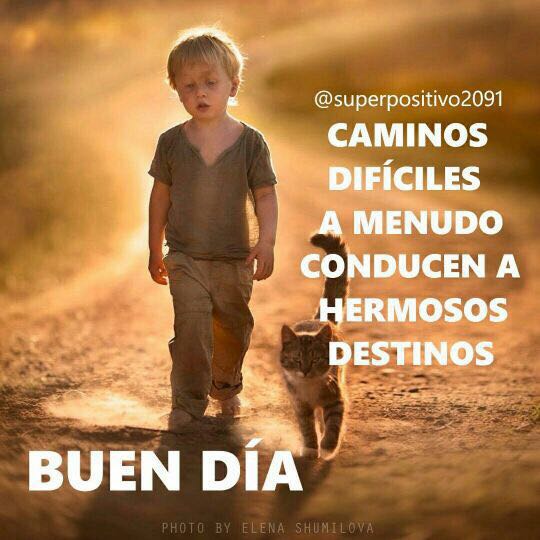 @superpositivo2091
CAMINOS
DIFÍCILES
A MENUDO
CONDUCEN A
HERMOSOS
DESTINOS
BUEN DÍA
PHOTO BY ELENA SHUMILOVA